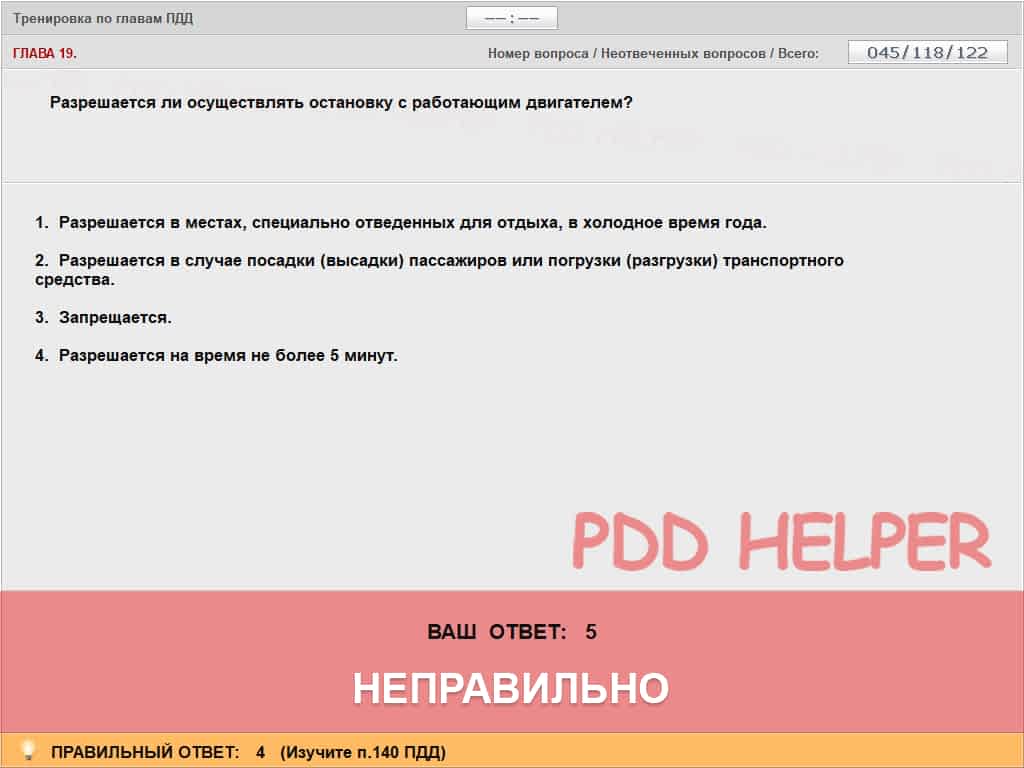 Тренировка по главам ПДД
—— : ——
ГЛАВА 19.
Номер вопроса / Неотвеченных вопросов / Всего:
045/118/122
Разрешается ли осуществлять остановку с работающим двигателем?
1. Разрешается в местах, специально отведенных для отдыха, в холодное время года.
2. Разрешается в случае посадки (высадки) пассажиров или погрузки (разгрузки) транспортного
средства.
3. Запрещается.
4. Разрешается на время не более 5 минут.
PDD HELPER
ВАШ ОТВЕТ: 5
НЕПРАВИЛЬНО
ПРАВИЛЬНЫЙ ОТВЕТ: 4 (Изучите п.140 ПДД)